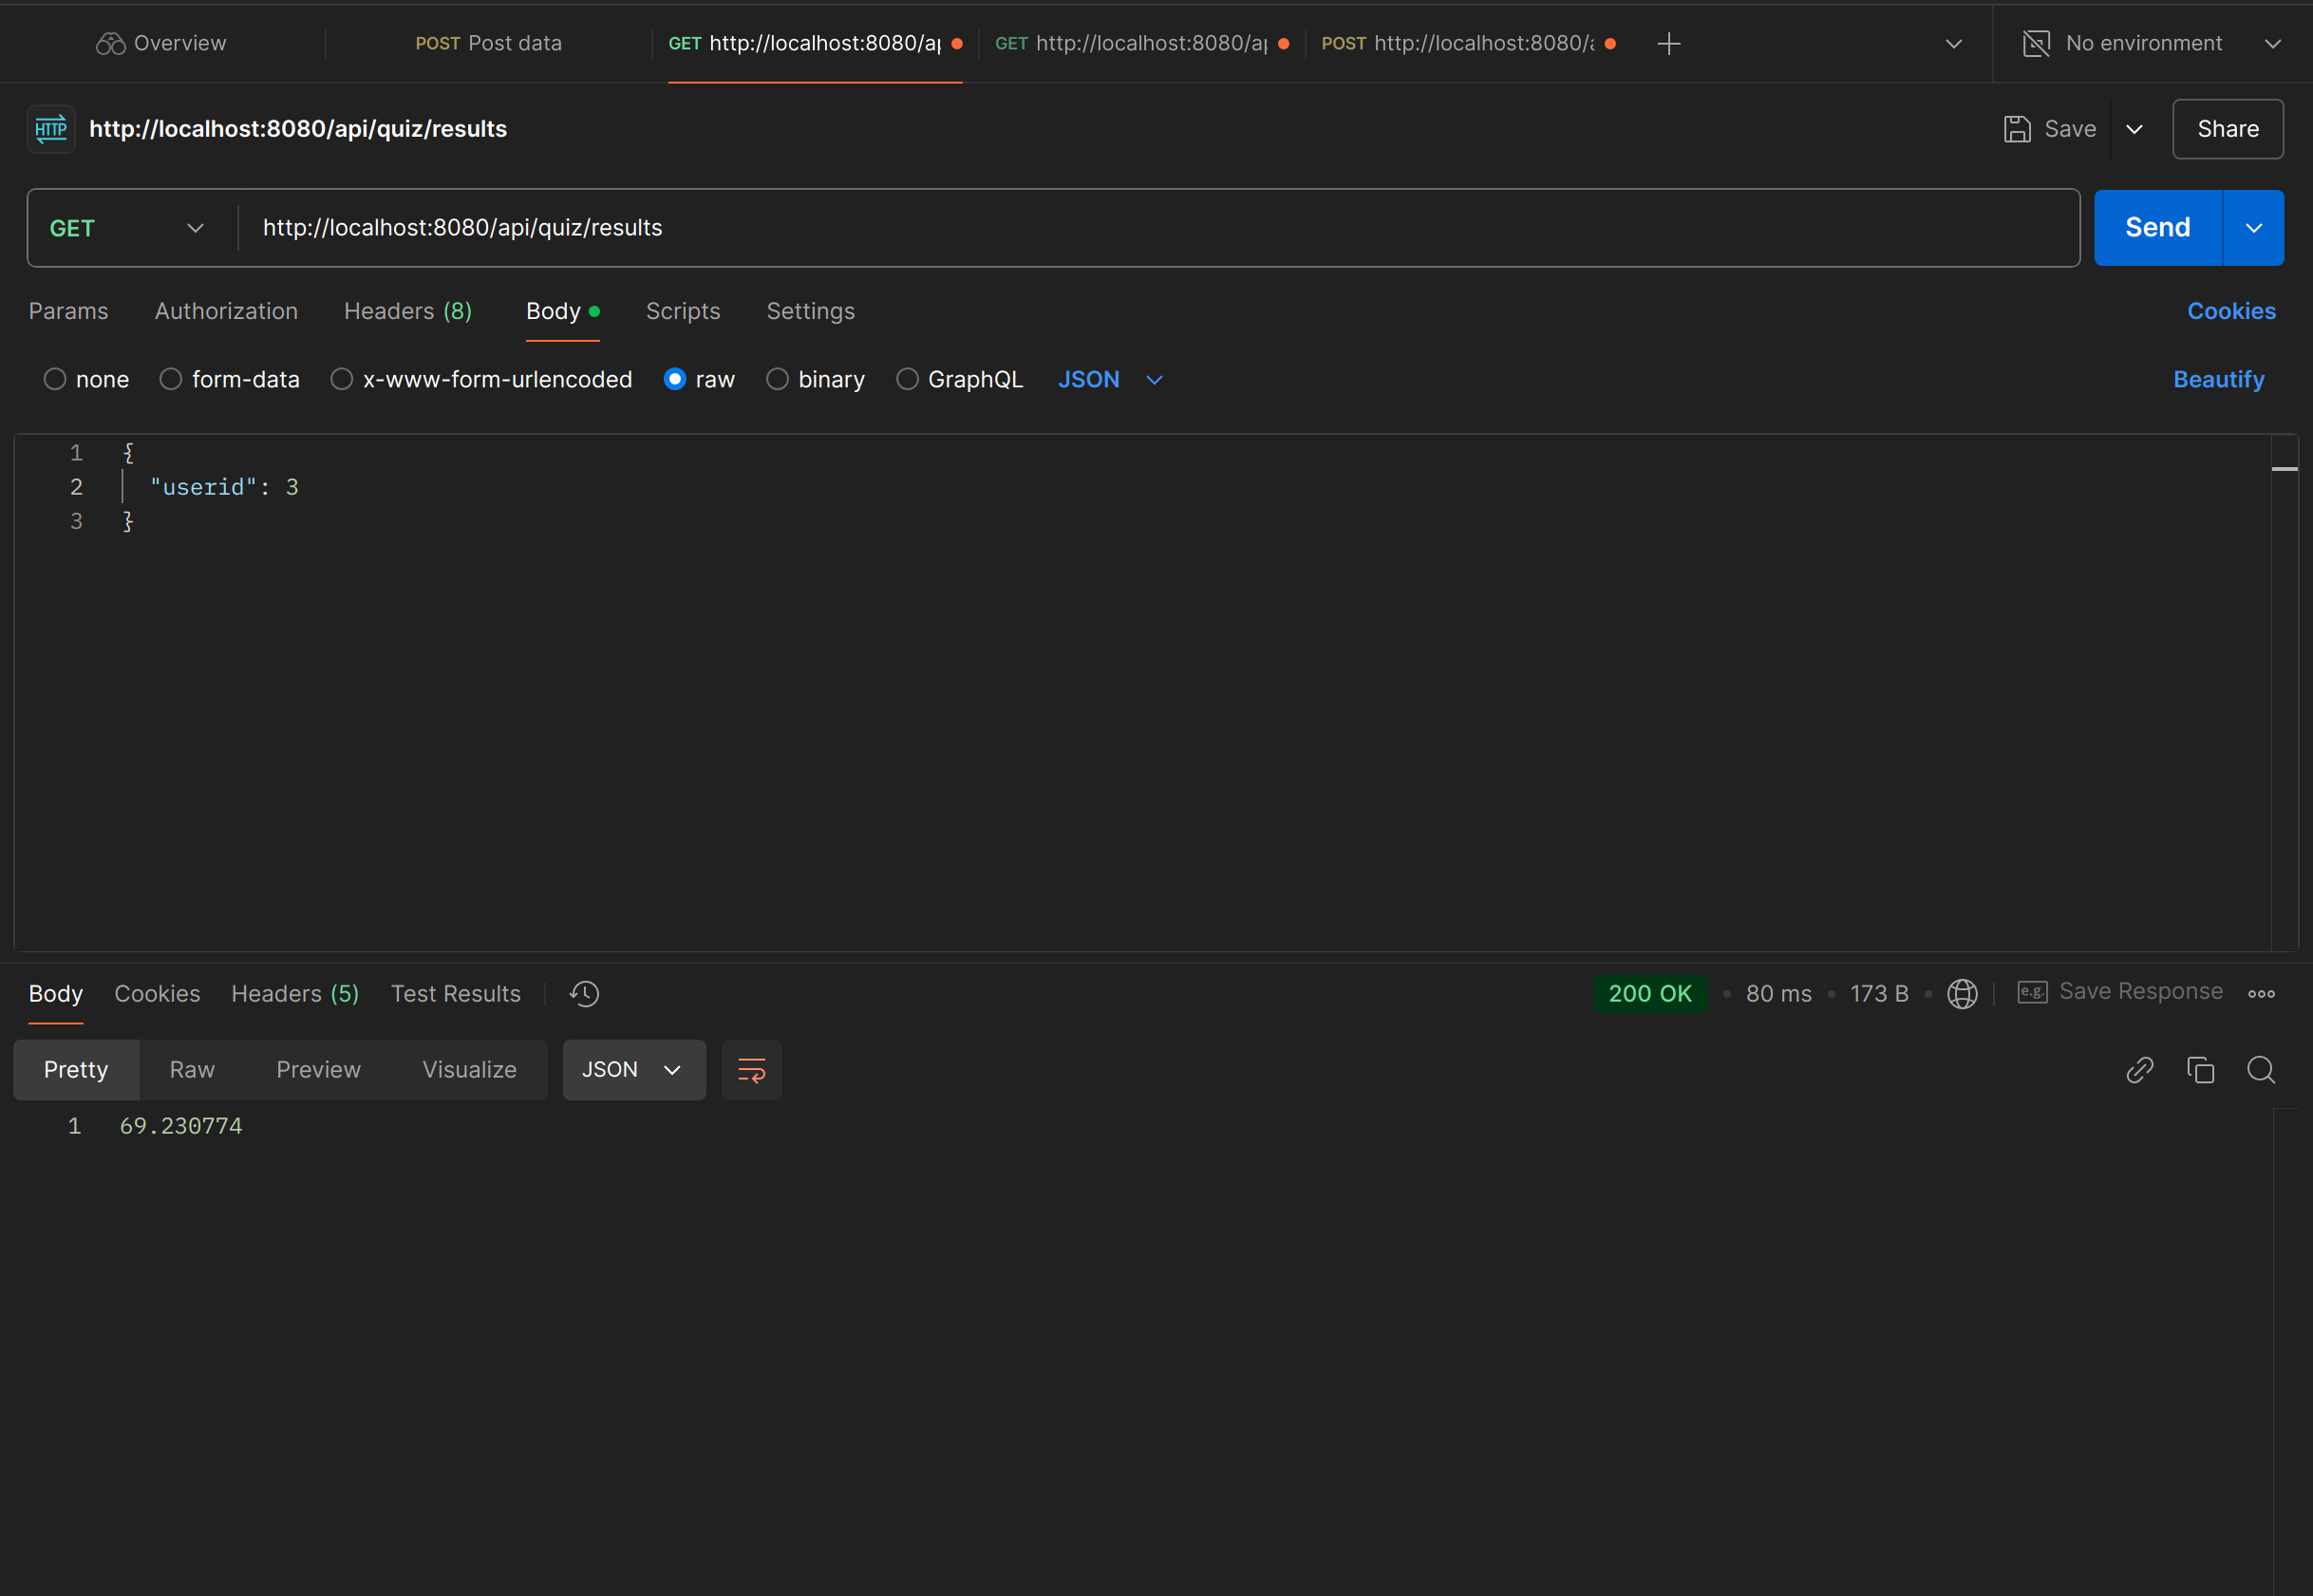 Overview
POST Post data
GET http://localhost:8080/ap
GET http://localhost:8080/ap
POST http://localhost:8080/a
No environment
HTTP http://localhost:8080/api/quiz/results
Save
Share
GET http://localhost:8080/api/quiz/results
Send
Params Authorization Headers (8) Body Scripts Settings Cookies
none form-data x-www-form-urlencoded raw binary GraphQL JSON Beautify
1 {
2 "userid": 3
3 }
Body Cookies Headers (5) Test Results 200 OK • 80 ms • 173 B • e.g. Save Response
Pretty Raw Preview Visualize JSON
1 69.230774